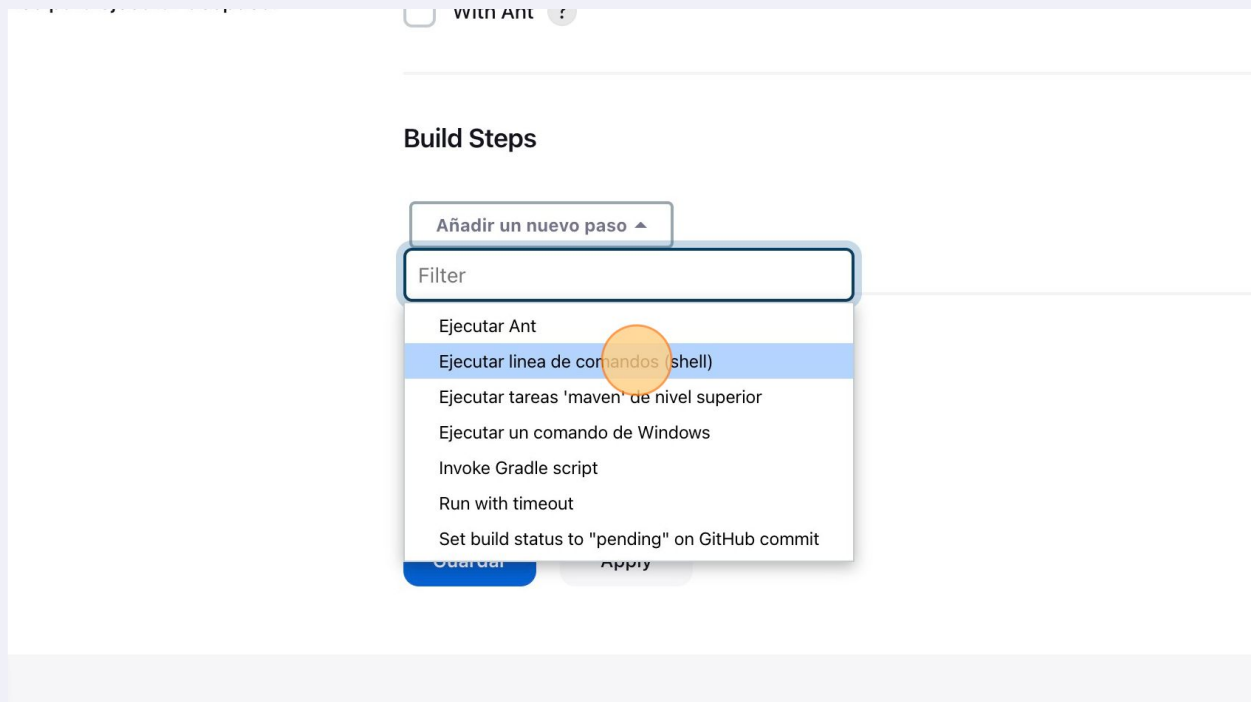 With Ant ?
Build Steps
Añadir un nuevo paso
Filter
Ejecutar Ant
Ejecutar linea de comandos (shell)
Ejecutar tareas 'maven' de nivel superior
Ejecutar un comando de Windows
Invoke Gradle script
Run with timeout
Set build status to "pending" on GitHub commit
Guardar Apply